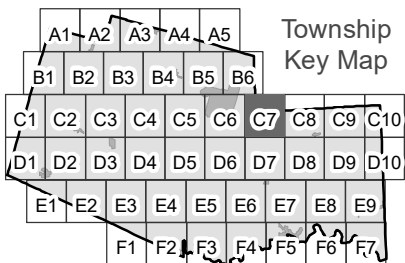 Township
Key Map
A1 A2 A3 A4 A5
B1 B2 B3 B4 B5 B6
C1 C2 C3 C4 C5 C6 C7 C8 C9 C10
D1 D2 D3 D4 D5 D6 D7 D8 D9 D10
E1 E2 E3 E4 E5 E6 E7 E8 E9
F1 F2 F3 F4 F5 F6 F7